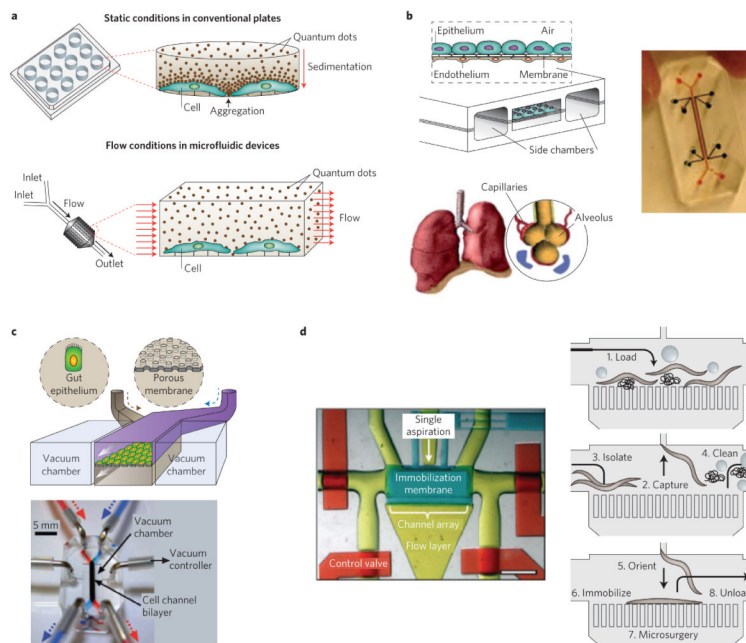 a
Static conditions in conventional plates
Quantum dots
Sedimentation
Cell
Aggregation
Flow conditions in microfluidic devices
Inlet
Inlet
Flow
Outlet
Quantum dots
Flow
Cell
b
Epithelium
Air
Endothelium
Membrane
Side chambers
Capillaries
Alveolus
c
Gut
epithelium
Porous
membrane
Vacuum
chamber
Vacuum
chamber
5 mm
Vacuum
chamber
Vacuum
controller
Cell channel
bilayer
d
Single
aspiration
Immobilization
membrane
Channel array
Flow layer
Control valve
1. Load
3. Isolate
4. Clean
2. Capture
5. Orient
6. Immobilize
8. Unloa
7. Microsurgery